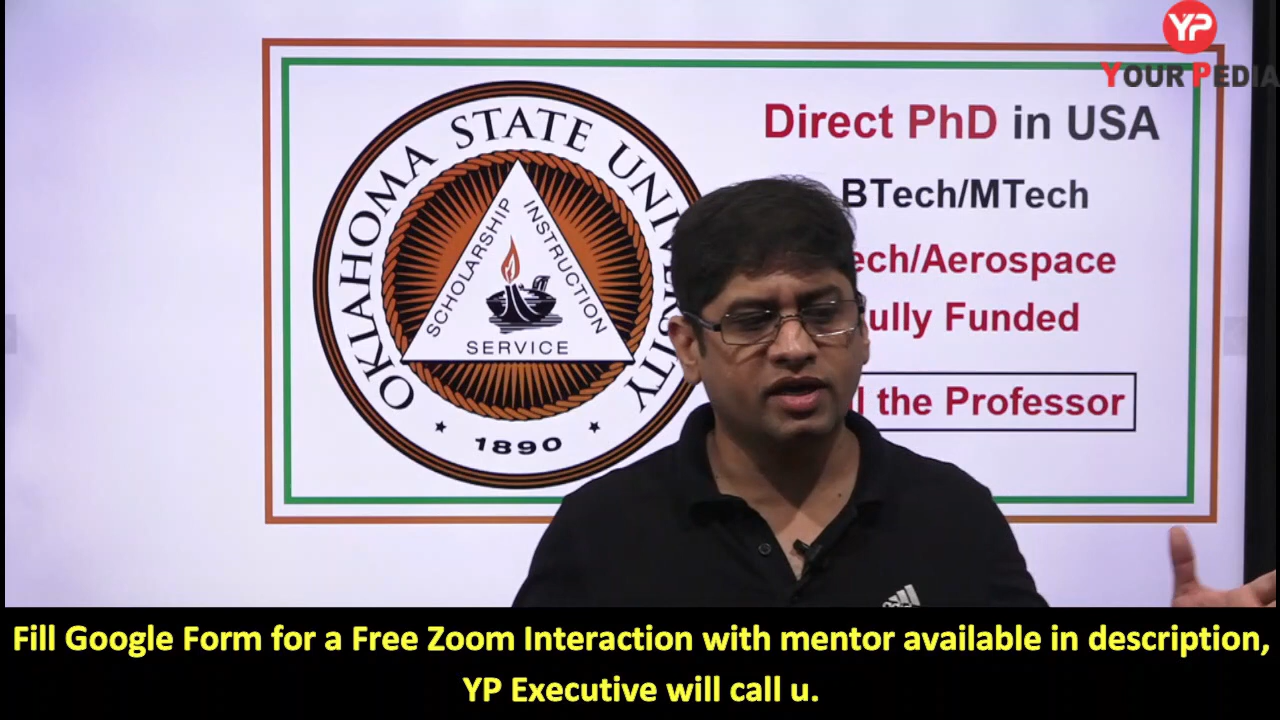 YP
YOUR PEDIA
OKLAHOMA STATE UNIVERSITY
SCHOLARSHIP
INSTRUCTION
SERVICE
1890
Direct PhD in USA
BTech/MTech
ech/Aerospace
ully Funded
the Professor
Fill Google Form for a Free Zoom Interaction with mentor available in description,
YP Executive will call u.